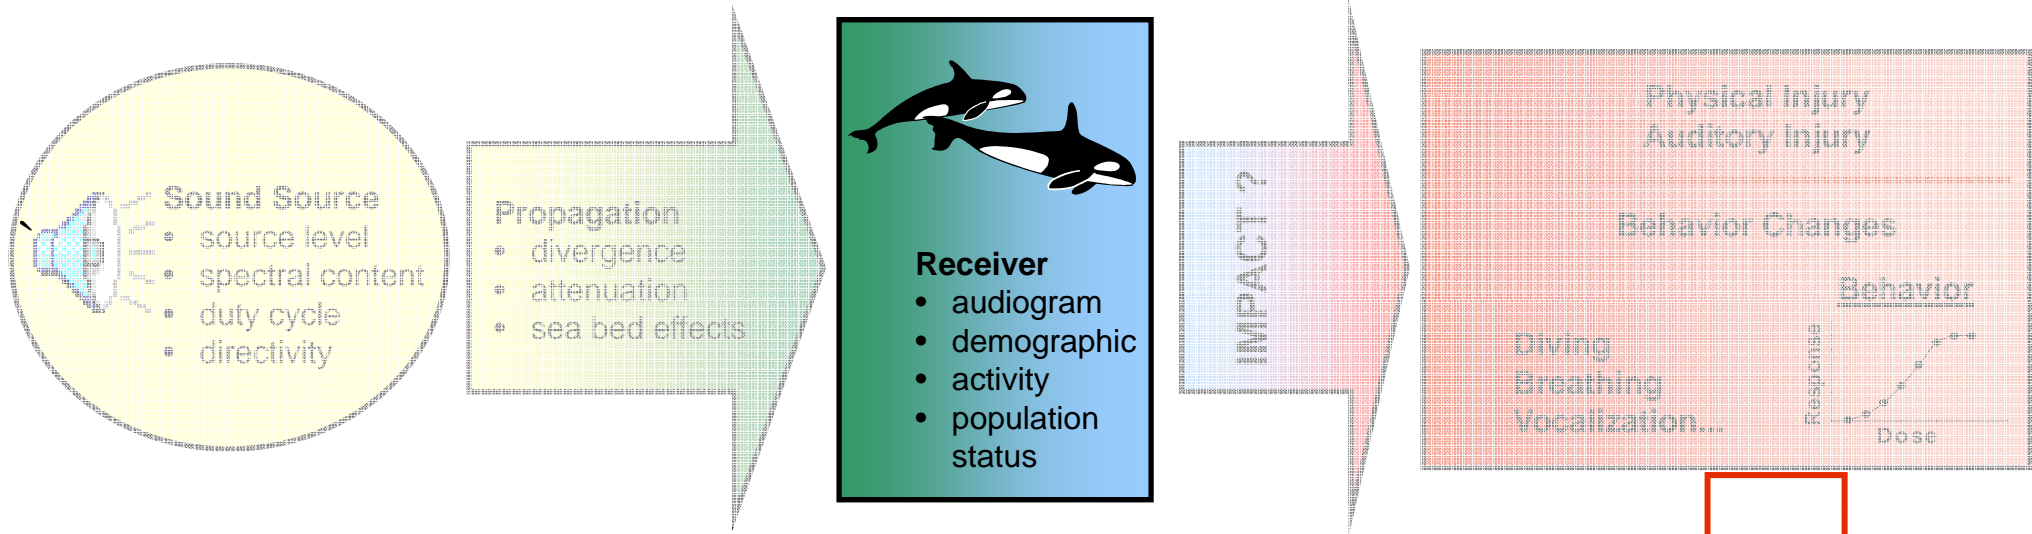 Sound Source
• source level
• spectral content
• duty cycle
• directivity
Propagation
• divergence
• attenuation
• sea bed effects
Receiver
• audiogram
• demographic
• activity
• population
status
IMPACT ?
Physical Injury
Auditory Injury
Behavior Changes
Diving
Breathing
Vocalization...
Behavior
Response
Dose